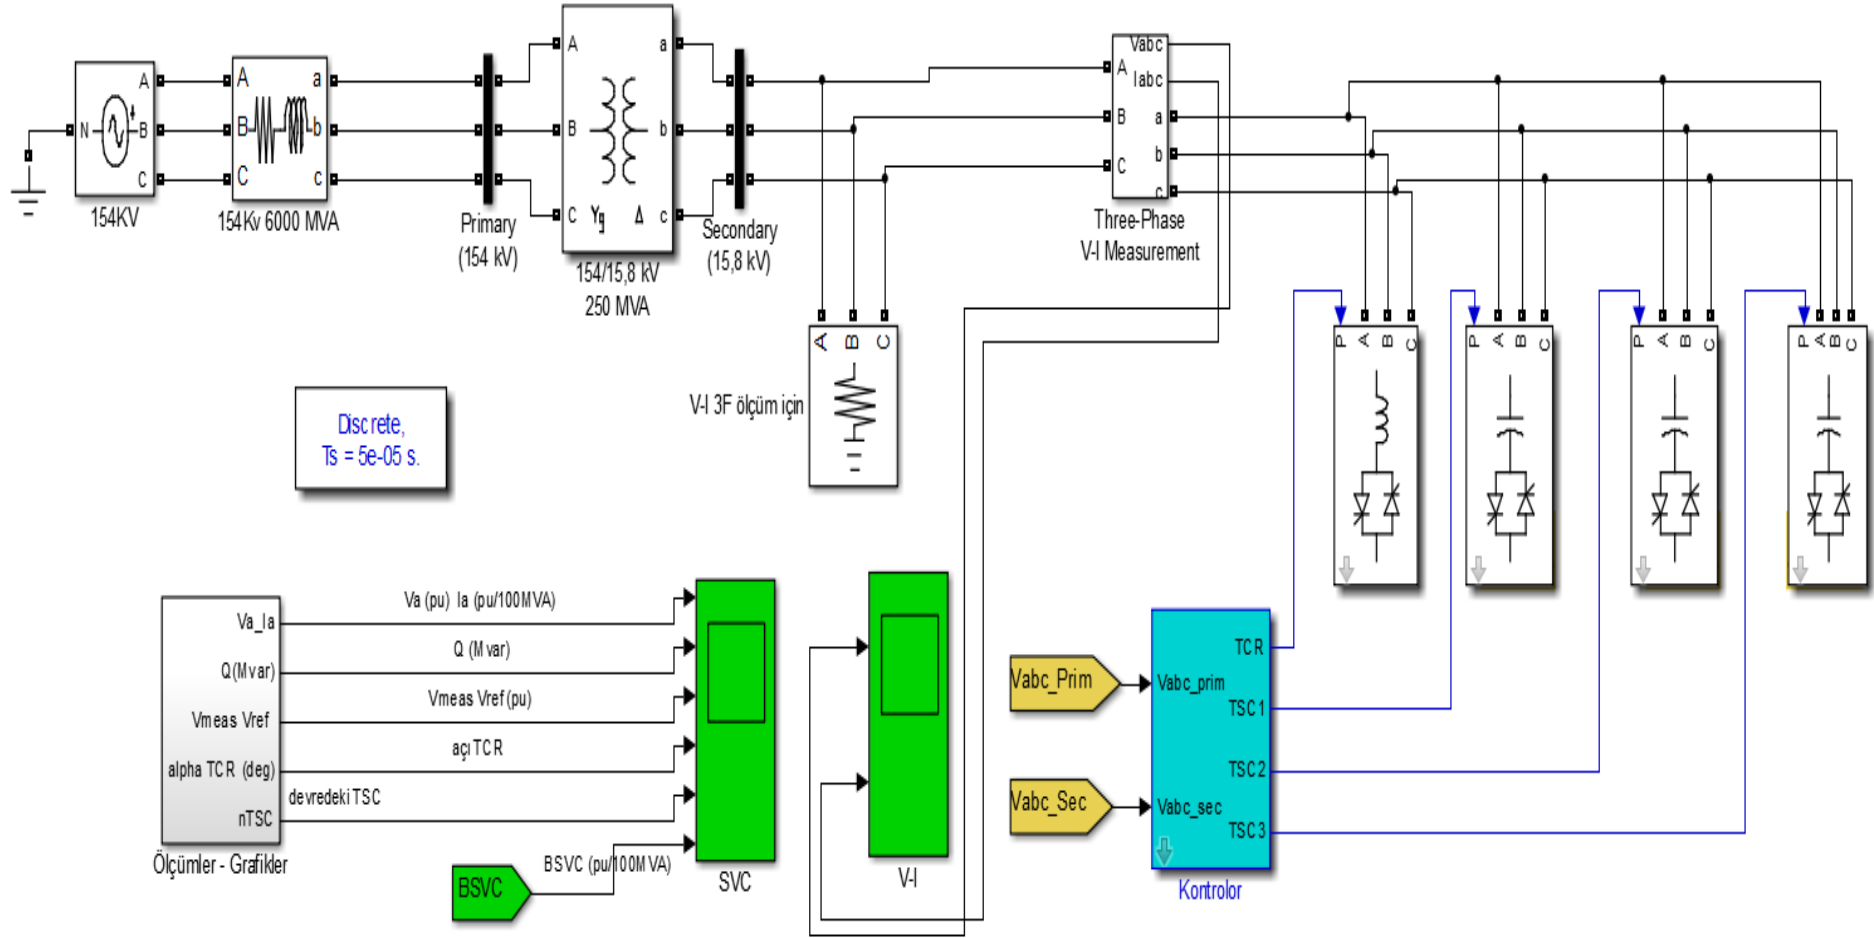 N
A
B
C
154KV
A
B
C
a
b
c
154Kv 6000 MVA
Primary
(154 kV)
A
B
C
a
b
c
Yg
Δ
154/15,8 kV
250 MVA
Secondary
(15,8 kV)
A
B
C
V-I 3F ölçüm için
Vabc
Iabc
A
B
C
a
b
c
Three-Phase
V-I Measurement
P
A
B
C
P
A
B
C
P
A
B
C
P
A
B
C
Discrete,
Ts = 5e-05 s.
Va_Ia
Q(Mvar)
Vmeas Vref
alpha TCR (deg)
nTSC
Ölçümler - Grafikler
Va (pu) Ia (pu/100MVA)
Q (Mvar)
Vmeas Vref (pu)
açı TCR
devredeki TSC
BSVC (pu/100MVA)
BSVC
SVC
V-I
Vabc_Prim
Vabc_Sec
Vabc_prim
Vabc_sec
TCR
TSC1
TSC2
TSC3
Kontrolor